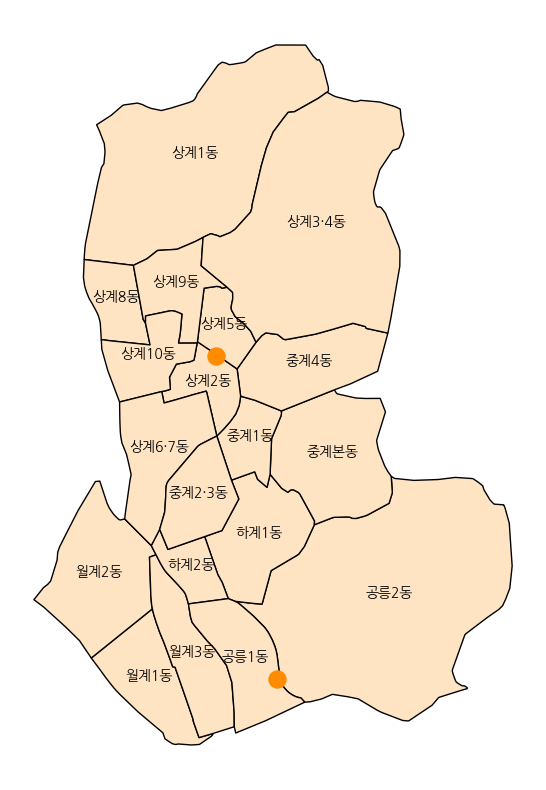 상계1동
상계3·4동
상계9동
상계8동
상계5동
상계10동
중계4동
상계2동
중계1동
상계6·7동
중계본동
중계2·3동
하계1동
하계2동
월계2동
공릉2동
월계3동
공릉1동
월계1동